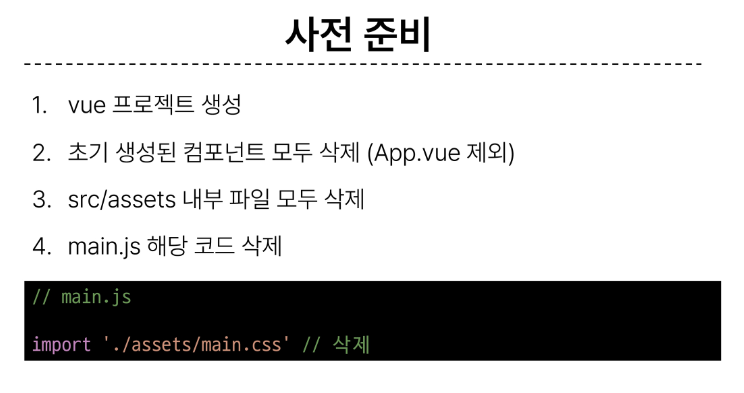 사전 준비
1. vue 프로젝트 생성
2. 초기 생성된 컴포넌트 모두 삭제 (App.vue 제외)
3. src/assets 내부 파일 모두 삭제
4. main.js 해당 코드 삭제
// main.js
import './assets/main.css' // 삭제